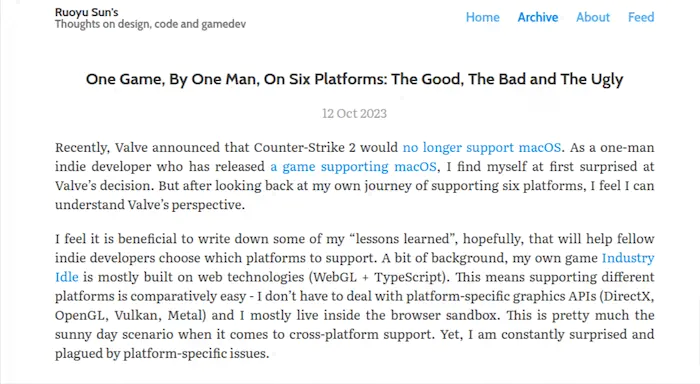 Ruoyu Sun's
Thoughts on design, code and gamedev
Home Archive About Feed
One Game, By One Man, On Six Platforms: The Good, The Bad and The Ugly
12 Oct 2023
Recently, Valve announced that Counter-Strike 2 would no longer support macOS. As a one-man
indie developer who has released a game supporting macOS, I find myself at first surprised at
Valve's decision. But after looking back at my own journey of supporting six platforms, I feel I can
understand Valve's perspective.
I feel it is beneficial to write down some of my “lessons learned”, hopefully, that will help fellow
indie developers choose which platforms to support. A bit of background, my own game Industry
Idle is mostly built on web technologies (WebGL + TypeScript). This means supporting different
platforms is comparatively easy - I don't have to deal with platform-specific graphics APIs (DirectX,
OpenGL, Vulkan, Metal) and I mostly live inside the browser sandbox. This is pretty much the
sunny day scenario when it comes to cross-platform support. Yet, I am constantly surprised and
plagued by platform-specific issues.